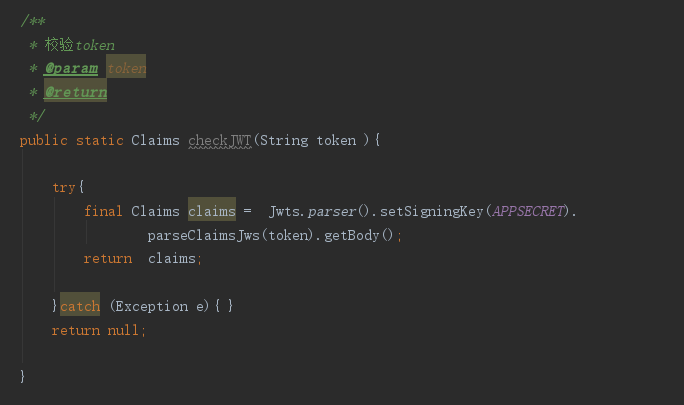 /**
* 校验token
* @param token
* @return
*/
public static Claims checkJWT(String token ){
try{
final Claims claims =  Jwts.parser().setSigningKey(APPSECRET).
parseClaimsJws(token).getBody();
return  claims;
}catch (Exception e){ }
return null;
}